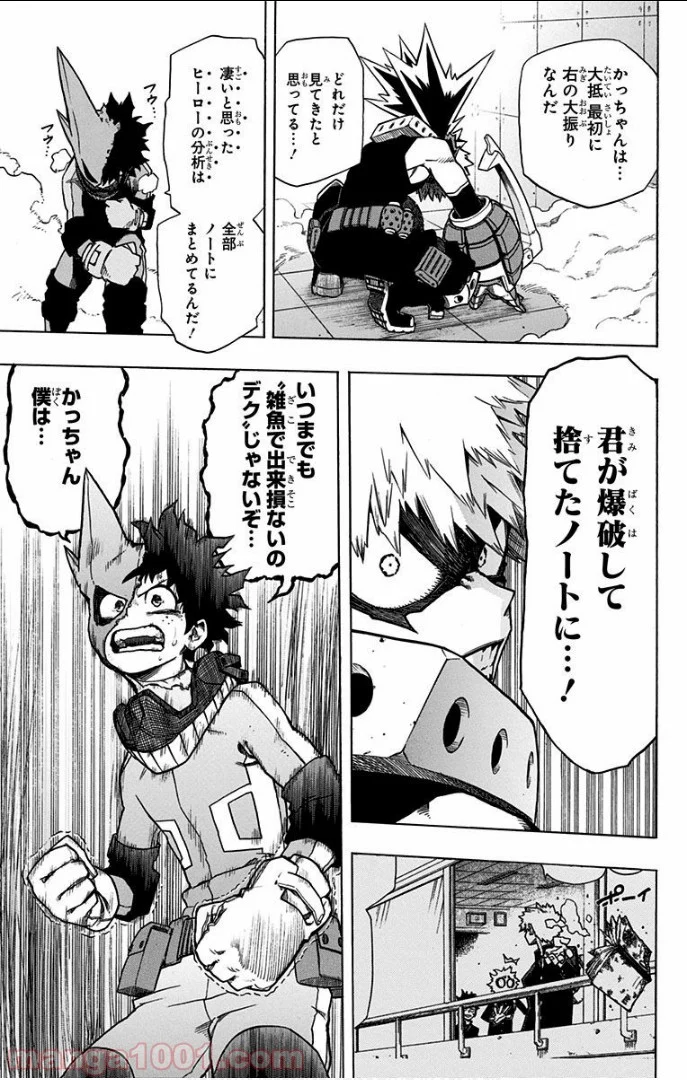 かっちゃんは…
大抵 最初に
右の大振り
なんだ
どれだけ
見てきたと
思ってる…!
凄いと思った
ヒーローの分析は
全部
ノートに
まとめてるんだ!
フゥ…
フゥ…
君が爆破して
捨てたノートに…!
ポーイ
いつまでも
〝雑魚で出来損ないの
デク〟じゃないぞ…
かっちゃん
僕は…
manga1001.com